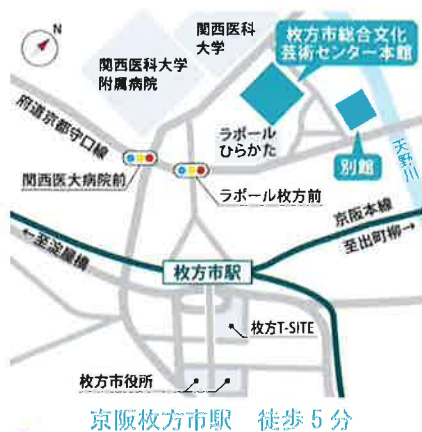 N
関西医科
大学
関西医科大学
附属病院
枚方市総合文化
芸術センター本館
府道京都守口線
ラポール
ひらかた
別館
天野川
関西医大病院前
ラポール枚方前
京阪本線
至出町柳→
←至淀屋橋
枚方市駅
枚方T-SITE
枚方市役所
京阪枚方市駅 徒歩5分